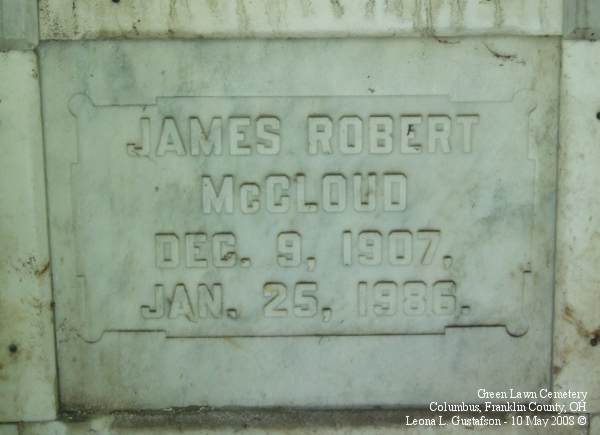 JAMES ROBERT
McCLOUD
DEC. 9, 1907,
JAN. 25, 1986.
Green Lawn Cemetery
Columbus, Franklin County, OH
Leona L. Gustafson - 10 May 2008 ©